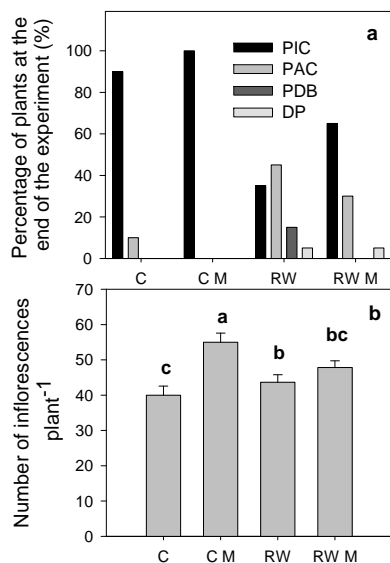 Percentage of plants at the
end of the experiment (%)
100
80
60
40
20
0
a
PIC
PAC
PDB
DP
C
C M
RW
RW M
Number of inflorescences
plant-1
70
60
50
40
30
20
10
0
b
c
a
b
bc
C
C M
RW
RW M